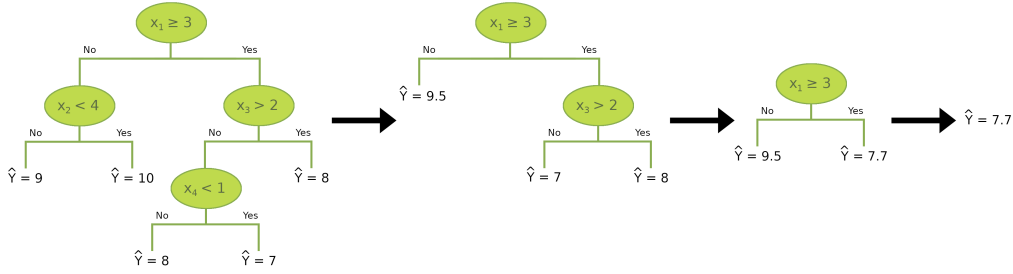 x₁ ≥ 3
No
Yes
x₂ < 4
x₃ > 2
No
Yes
No
Yes
Ŷ = 9
Ŷ = 10
x₄ < 1
Ŷ = 8
No
Yes
Ŷ = 8
Ŷ = 7
x₁ ≥ 3
No
Yes
Ŷ = 9.5
x₃ > 2
No
Yes
Ŷ = 7
Ŷ = 8
x₁ ≥ 3
No
Yes
Ŷ = 9.5
Ŷ = 7.7
Ŷ = 7.7